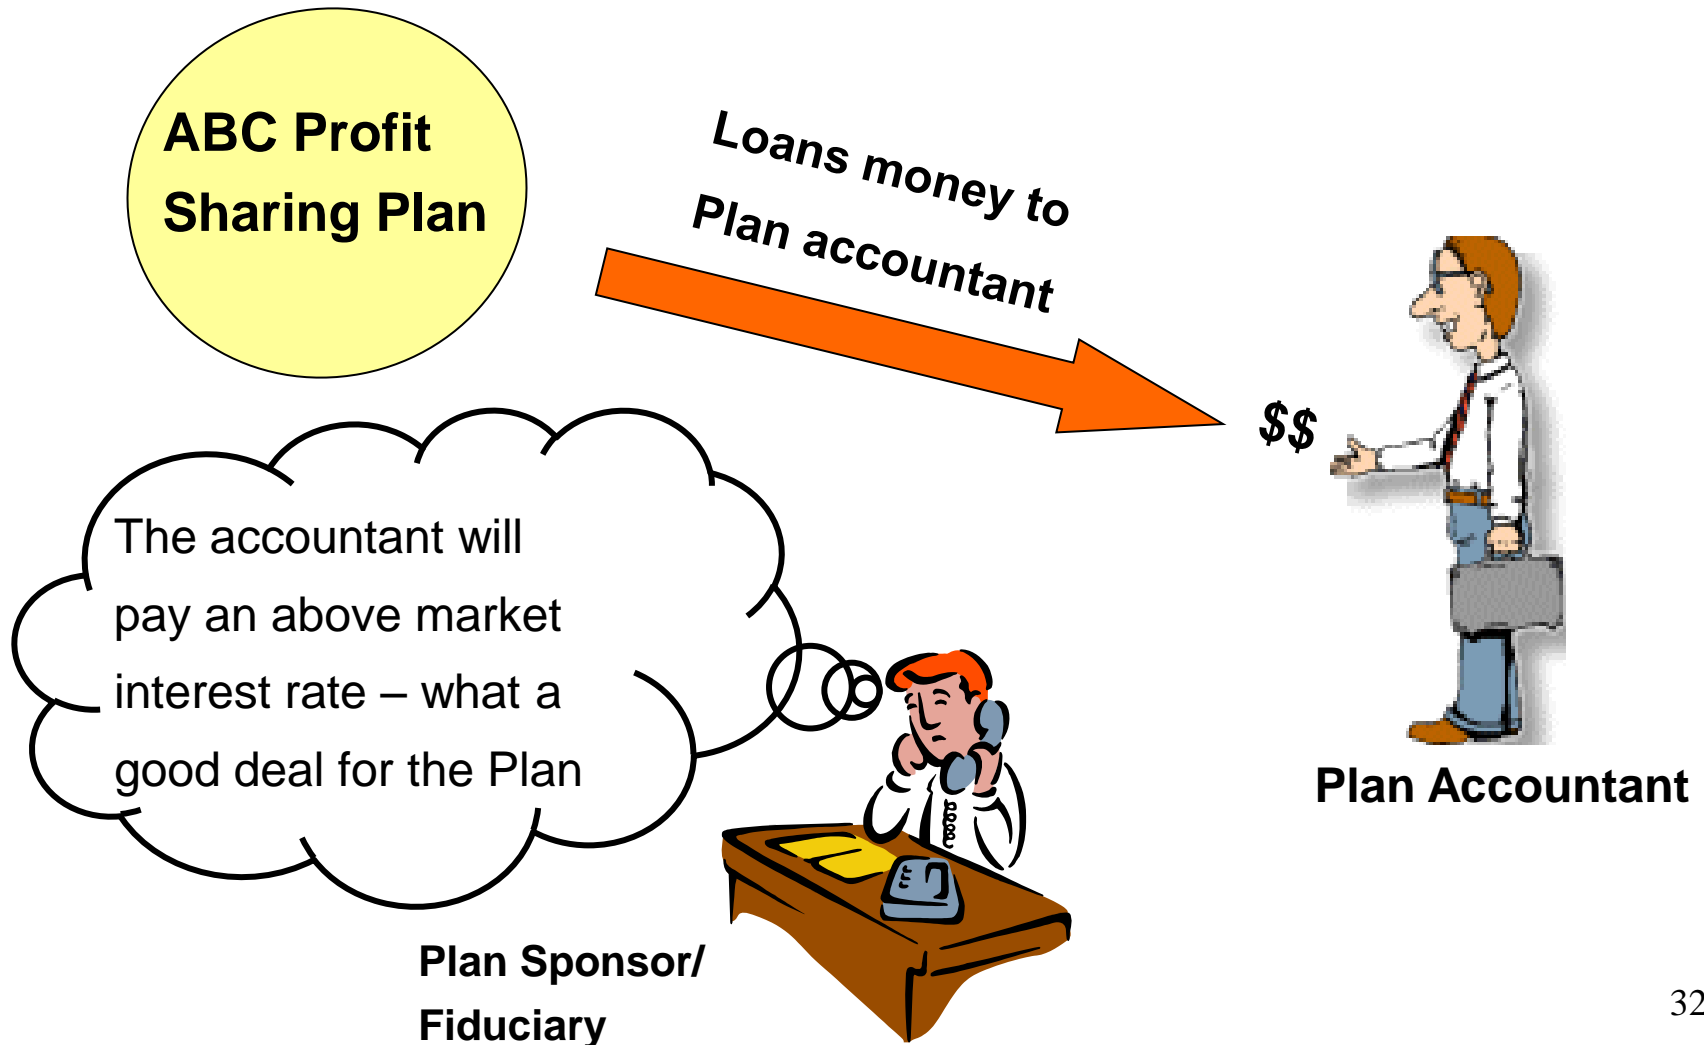 ABC Profit
Sharing Plan
Loans money to
Plan accountant
$$
The accountant will
pay an above market
interest rate – what a
good deal for the Plan
Plan Accountant
Plan Sponsor/
Fiduciary
32